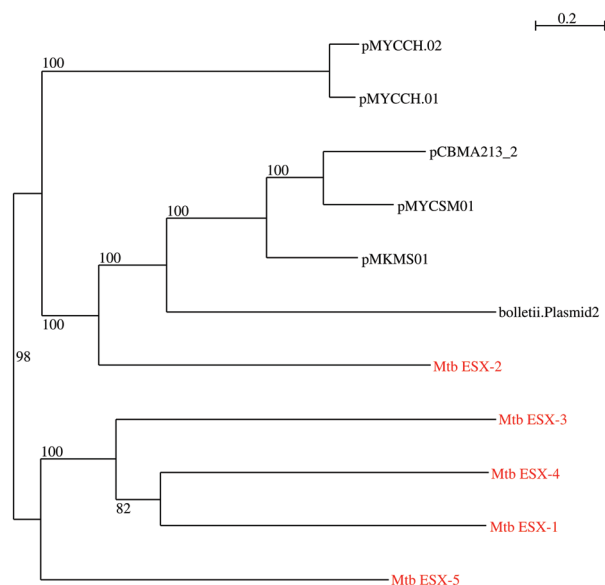 0.2
pMYCCH.02
100
pMYCCH.01
pCBMA213_2
100
pMYCSM01
100
100
pMKMS01
bolletii.Plasmid2
100
98
Mtb ESX-2
Mtb ESX-3
100
Mtb ESX-4
82
Mtb ESX-1
Mtb ESX-5